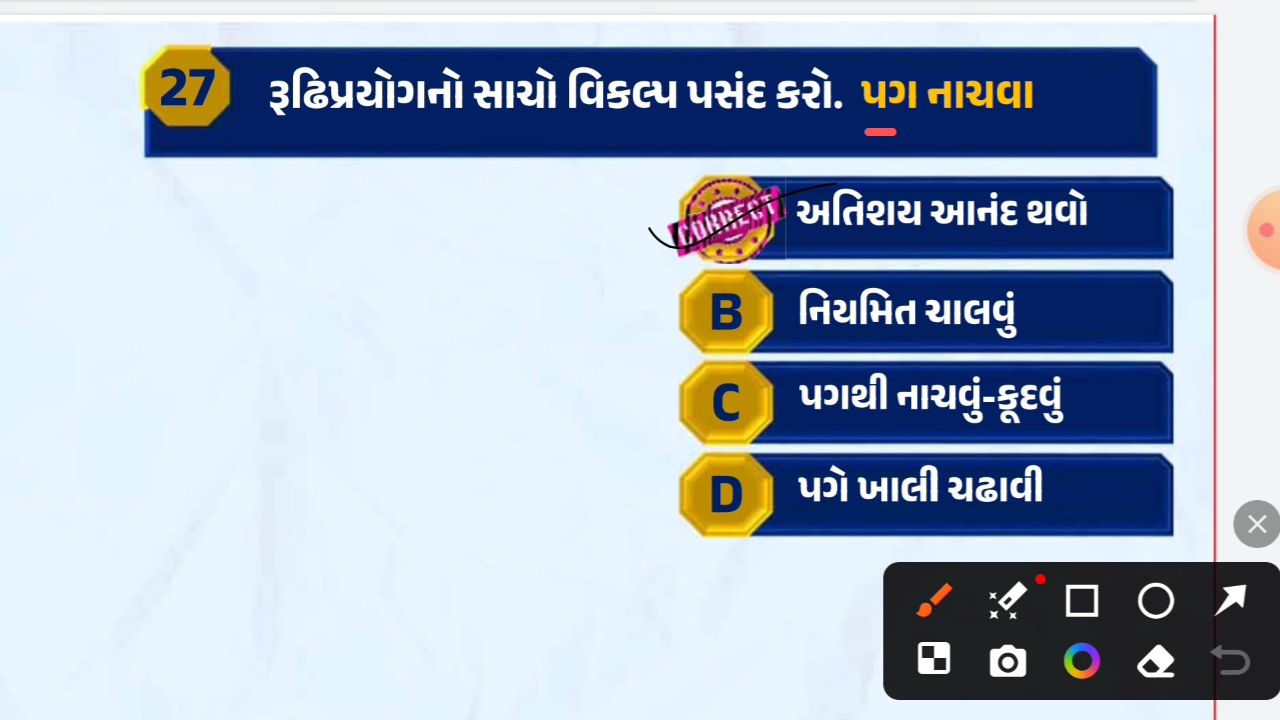 27 રૂઢિપ્રયોગનો સાચો વિકલ્પ પસંદ કરો. પગ નાચવા
CORRECT અતિશય આનંદ થવો
B નિયમિત ચાલવું
C પગથી નાચવું-કૂદવું
D પગે ખાલી ચઢાવી